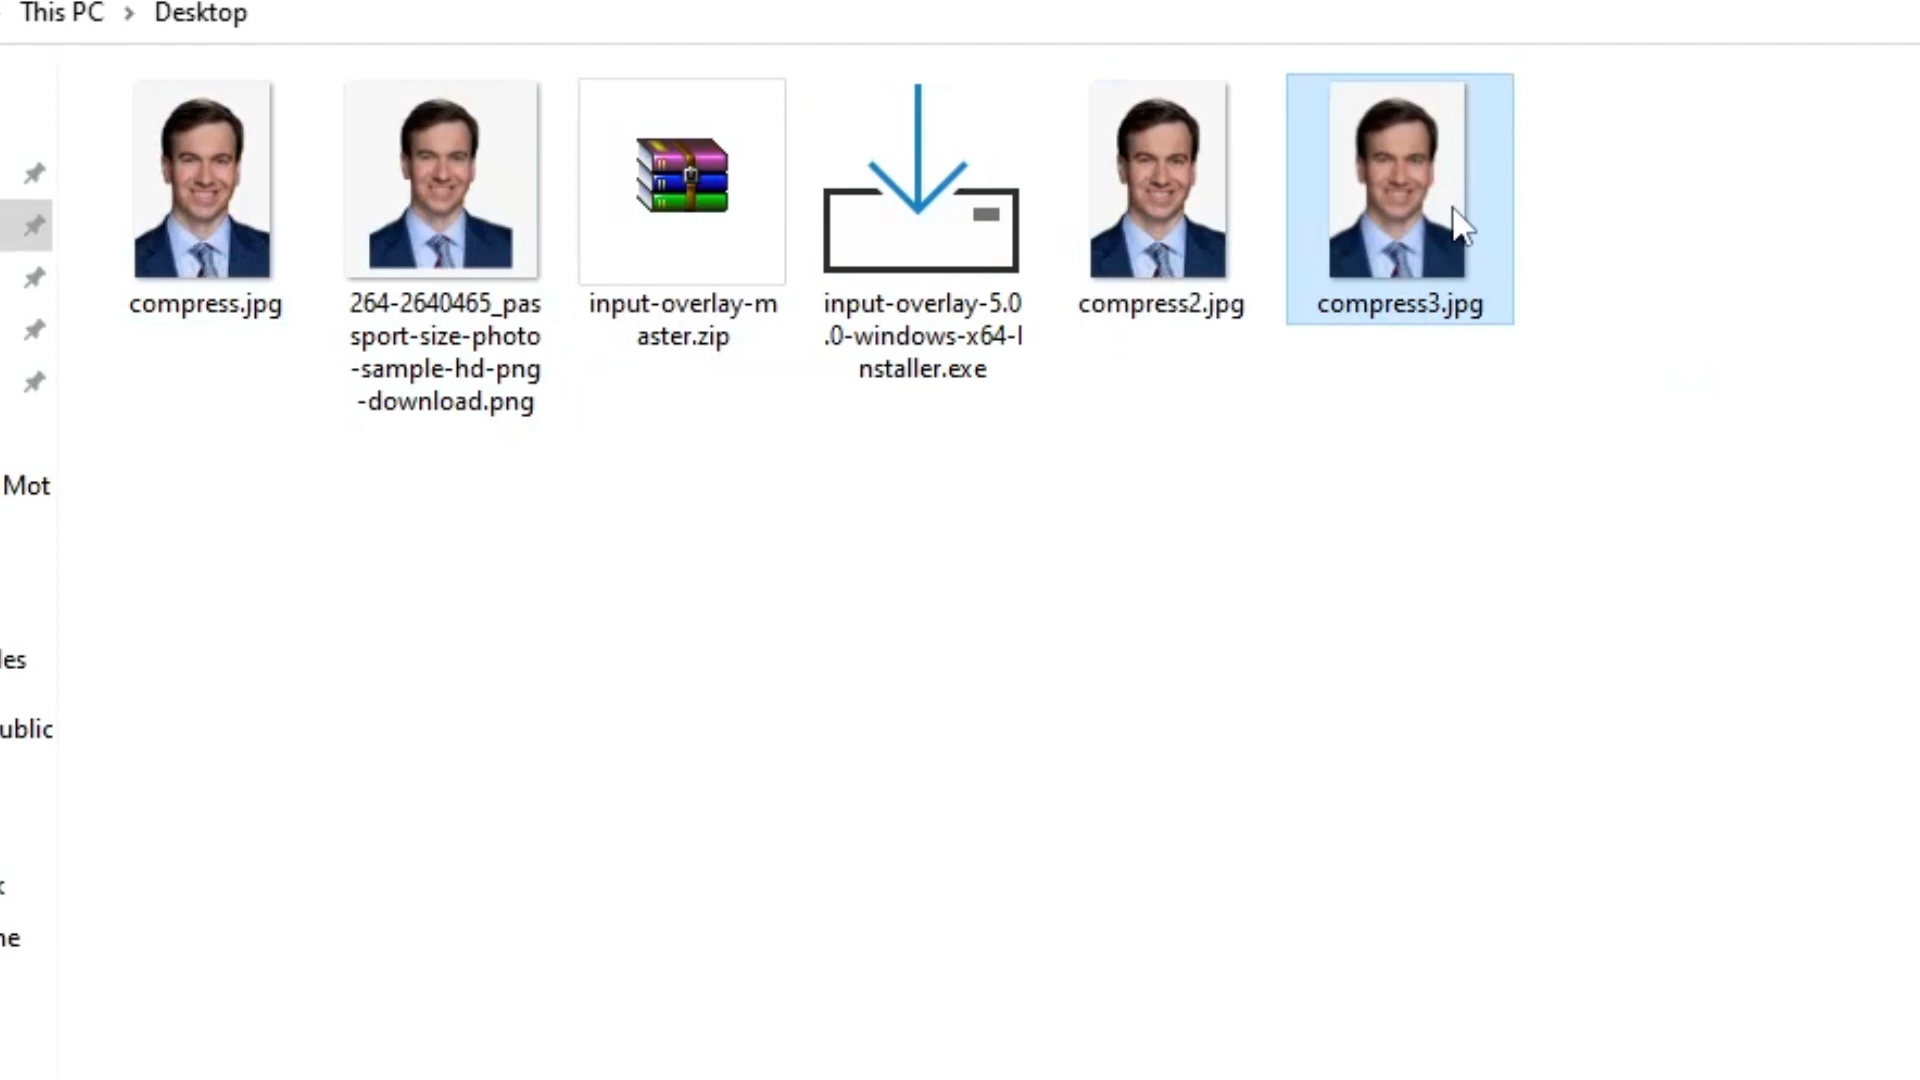 This PC > Desktop
compress.jpg
264-2640465_pas
sport-size-photo
-sample-hd-png
-download.png
input-overlay-m
aster.zip
input-overlay-5.0
.0-windows-x64-I
nstaller.exe
compress2.jpg
compress3.jpg
Mot
les
ublic
ne